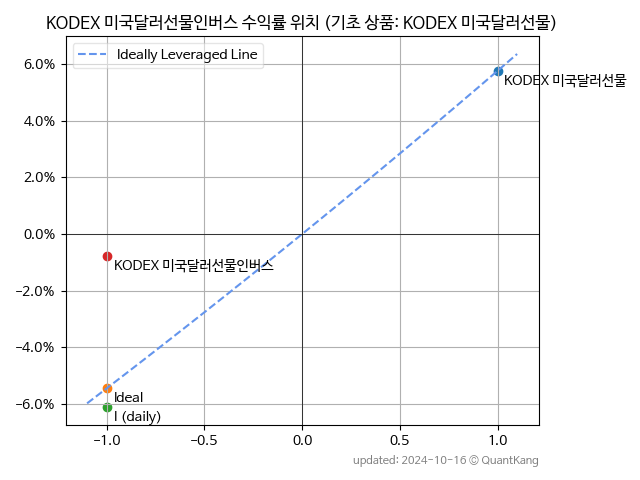 KODEX 미국달러선물인버스 수익률 위치 (기초 상품: KODEX 미국달러선물)
Ideally Leveraged Line
6.0%
KODEX 미국달러선물
4.0%
2.0%
0.0%
KODEX 미국달러선물인버스
−2.0%
−4.0%
Ideal
−6.0%
I (daily)
−1.0 −0.5 0.0 0.5 1.0
updated: 2024-10-16 © QuantKang